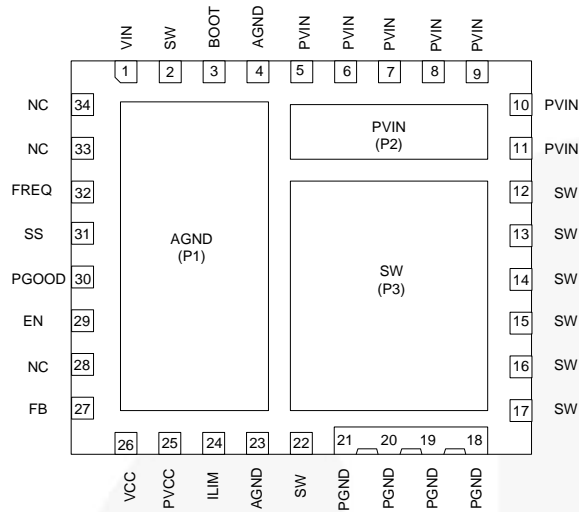 VIN SW BOOT AGND PVIN PVIN PVIN PVIN PVIN
1 2 3 4 5 6 7 8 9
NC 34 10 PVIN
NC 33 11 PVIN
PVIN
(P2)
FREQ 32 12 SW
SS 31 13 SW
AGND
(P1)
PGOOD 30 14 SW
SW
(P3)
EN 29 15 SW
NC 28 16 SW
FB 27 17 SW
26 25 24 23 22 21 20 19 18
VCC PVCC ILIM AGND SW PGND PGND PGND PGND